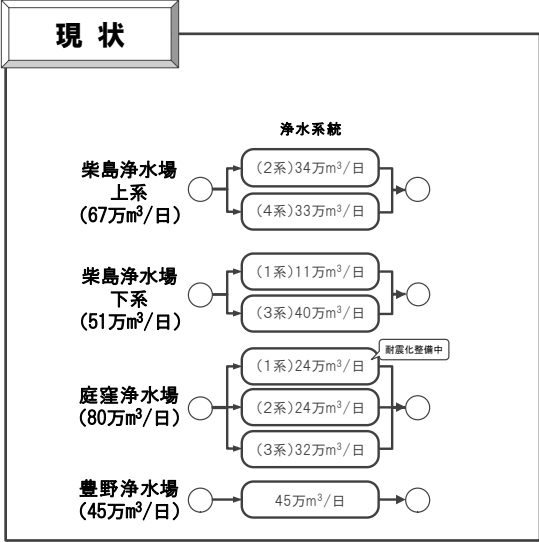 現 状
浄水系統
柴島浄水場
上系
(67万m³/日)
(2系)34万m³/日
(4系)33万m³/日
柴島浄水場
下系
(51万m³/日)
(1系)11万m³/日
(3系)40万m³/日
庭窪浄水場
(80万m³/日)
(1系)24万m³/日
耐震化整備中
(2系)24万m³/日
(3系)32万m³/日
豊野浄水場
(45万m³/日)
45万m³/日